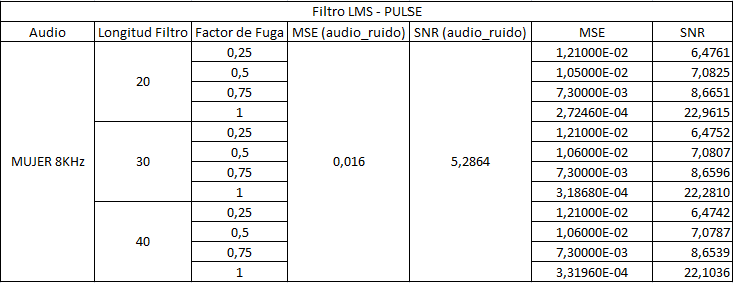 Filtro LMS - PULSE
Audio Longitud Filtro Factor de Fuga MSE (audio_ruido) SNR (audio_ruido) MSE SNR
MUJER 8KHz 20 0,25 0,016 5,2864 1,21000E-02 6,4761
0,5 1,05000E-02 7,0825
0,75 7,30000E-03 8,6651
1 2,72460E-04 22,9615
30 0,25 1,21000E-02 6,4752
0,5 1,06000E-02 7,0807
0,75 7,30000E-03 8,6596
1 3,18680E-04 22,2810
40 0,25 1,21000E-02 6,4742
0,5 1,06000E-02 7,0787
0,75 7,30000E-03 8,6539
1 3,31960E-04 22,1036